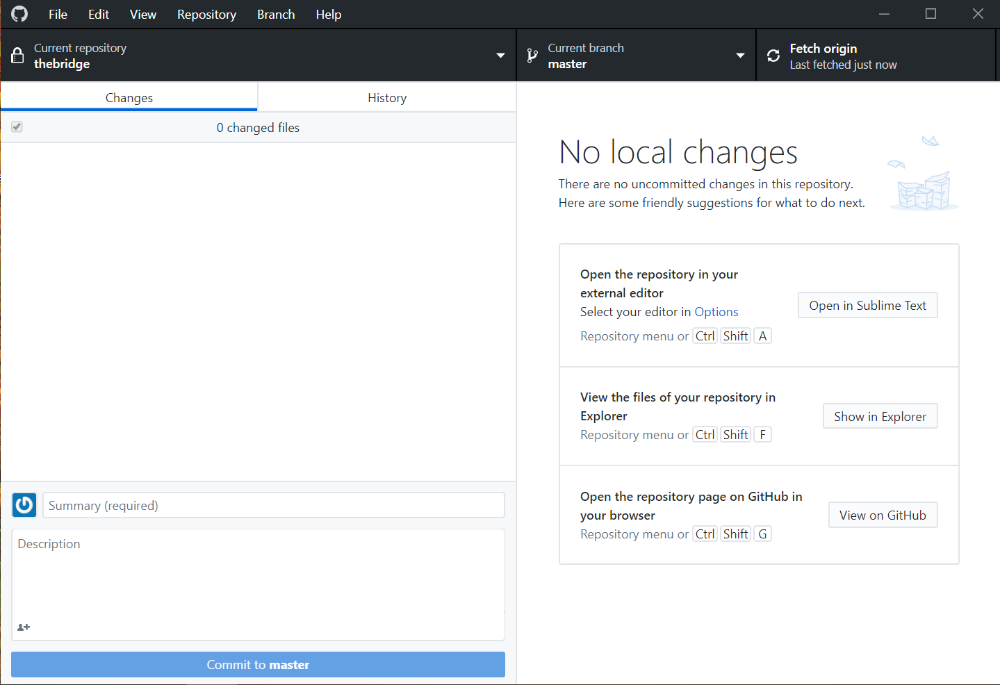 File Edit View Repository Branch Help
Current repository
thebridge
Current branch
master
Fetch origin
Last fetched just now
Changes
History
0 changed files
No local changes
There are no uncommitted changes in this repository.
Here are some friendly suggestions for what to do next.
Open the repository in your
external editor
Select your editor in Options
Repository menu or Ctrl Shift A
Open in Sublime Text
View the files of your repository in
Explorer
Repository menu or Ctrl Shift F
Show in Explorer
Open the repository page on GitHub in
your browser
Repository menu or Ctrl Shift G
View on GitHub
Summary (required)
Description
Commit to master